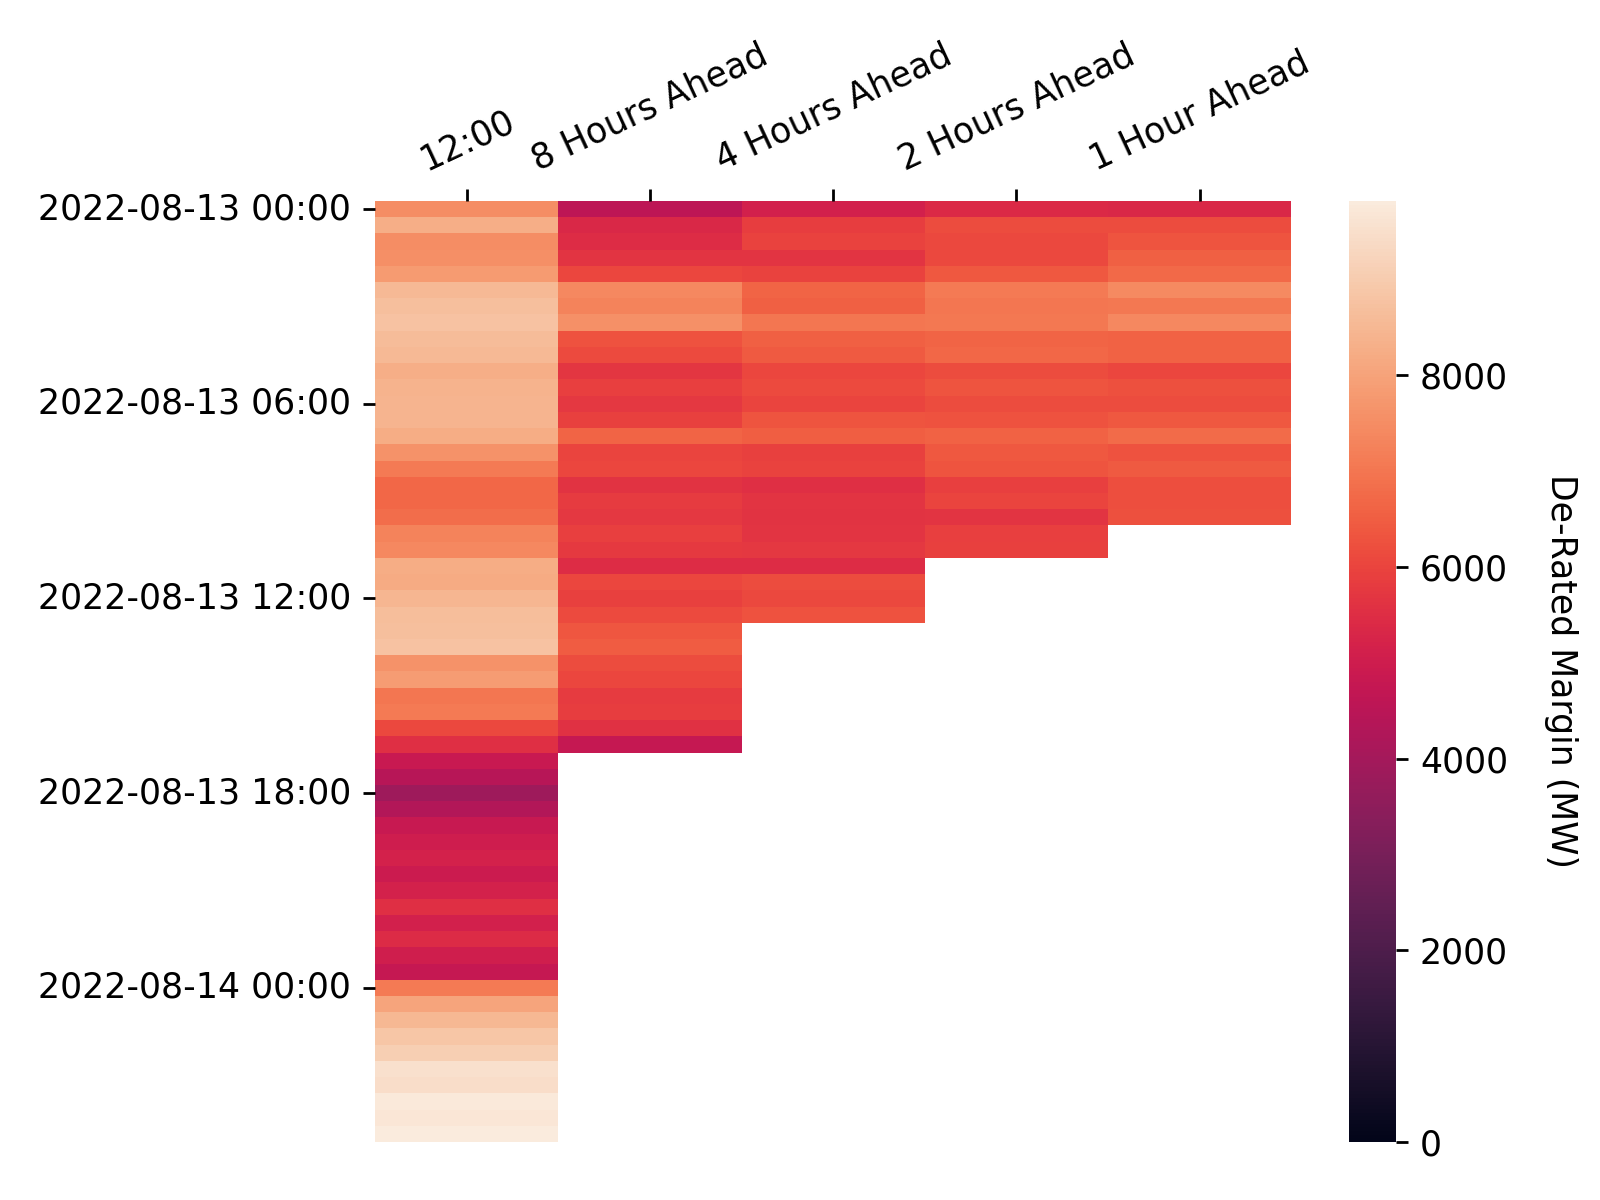 12:00
8 Hours Ahead
4 Hours Ahead
2 Hours Ahead
1 Hour Ahead
2022-08-13 00:00
2022-08-13 06:00
2022-08-13 12:00
2022-08-13 18:00
2022-08-14 00:00
8000
6000
4000
2000
0
De-Rated Margin (MW)